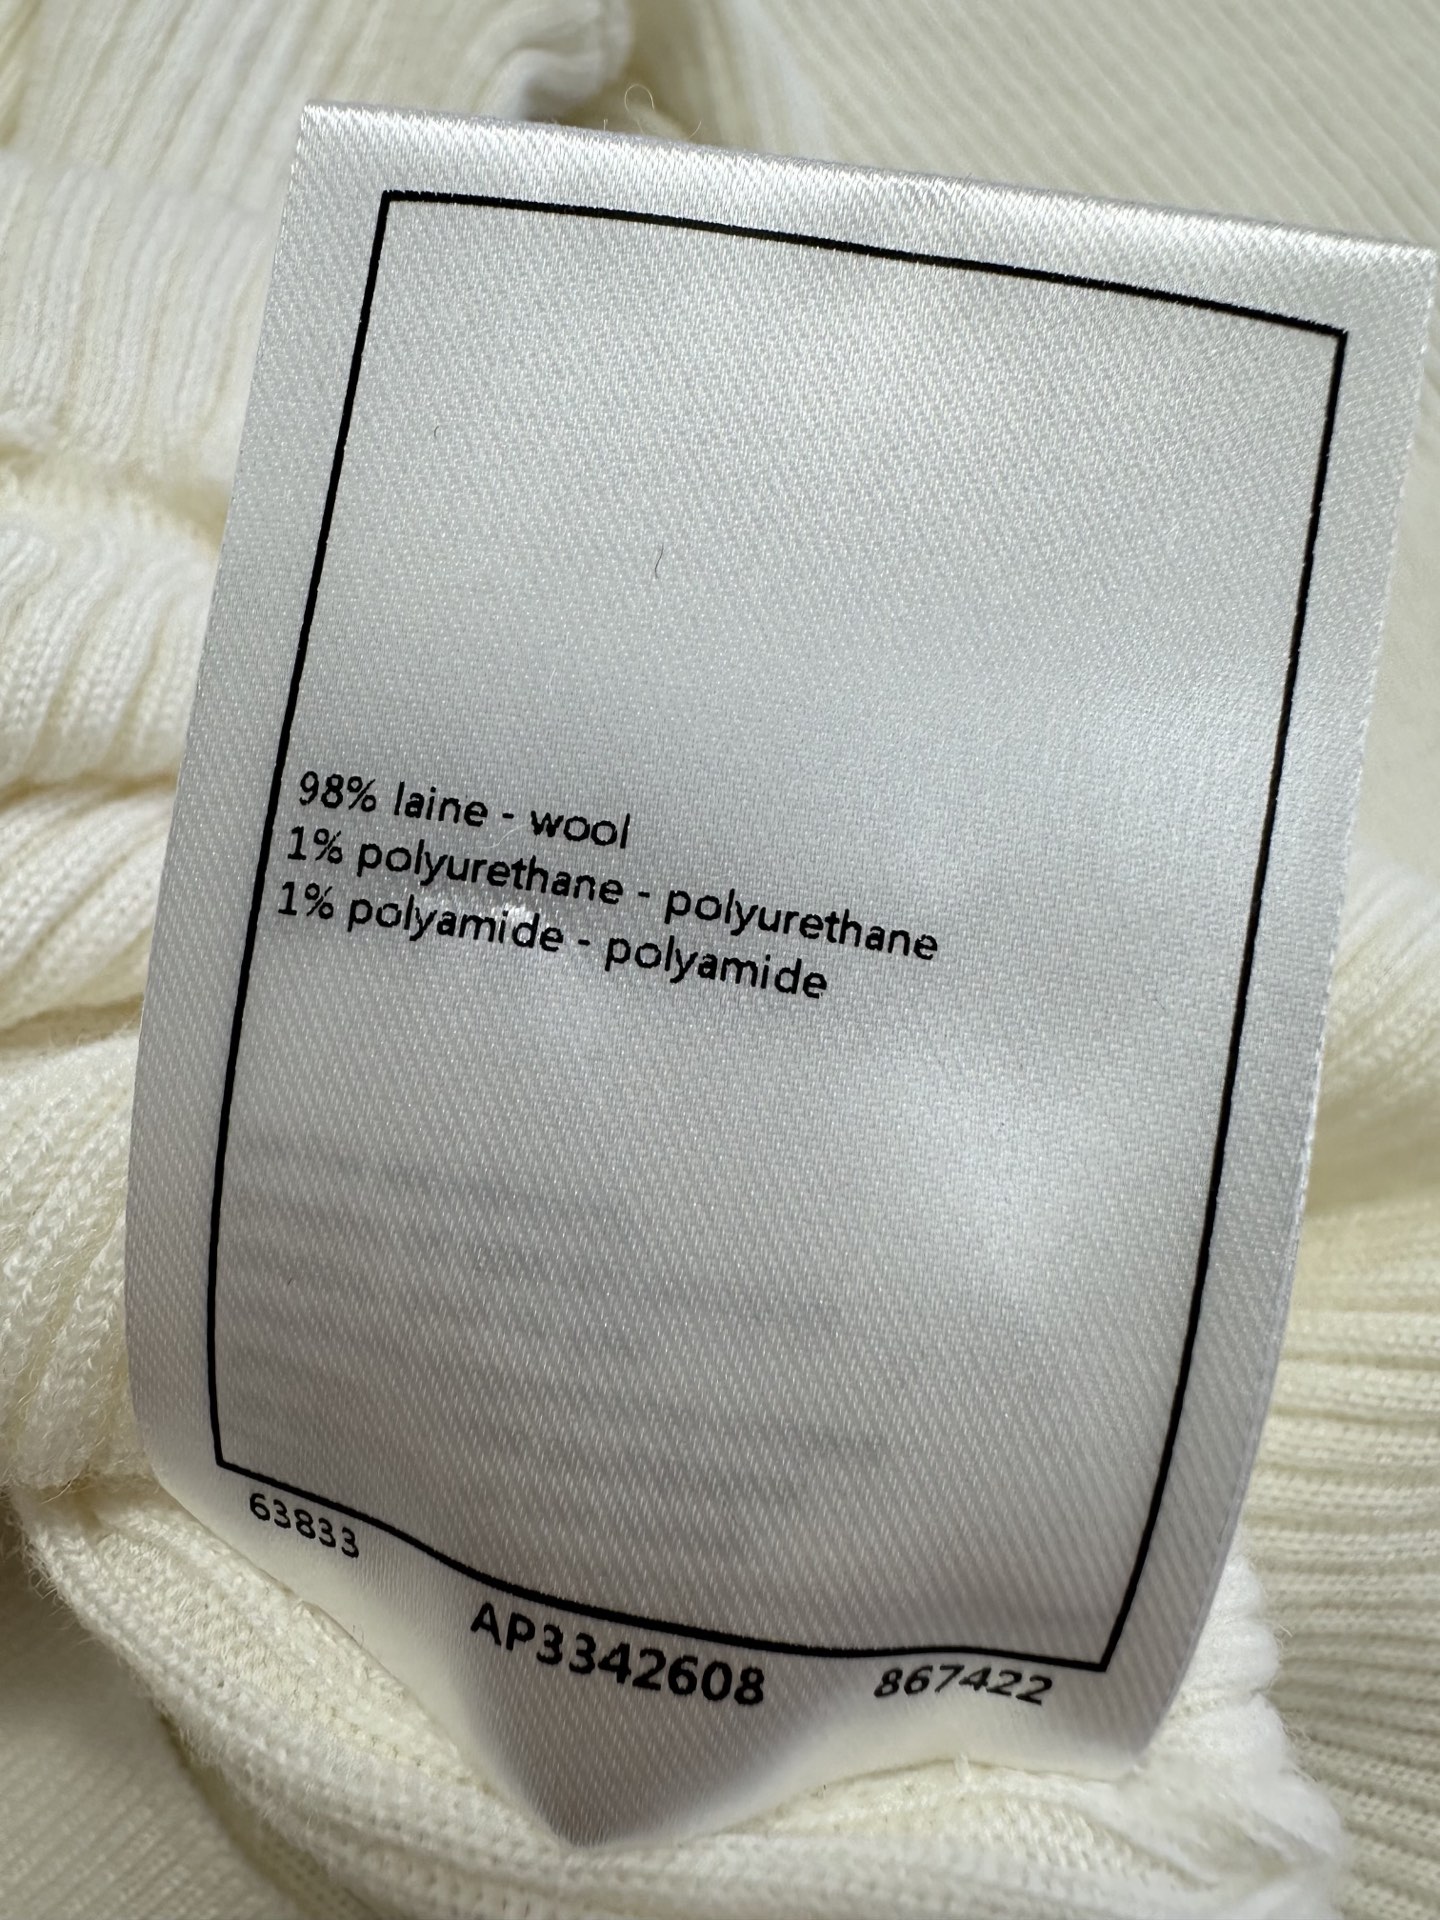 98% laine - wool
1% polyurethane - polyurethane
1% polyamide - polyamide
63833
AP3342608
867422